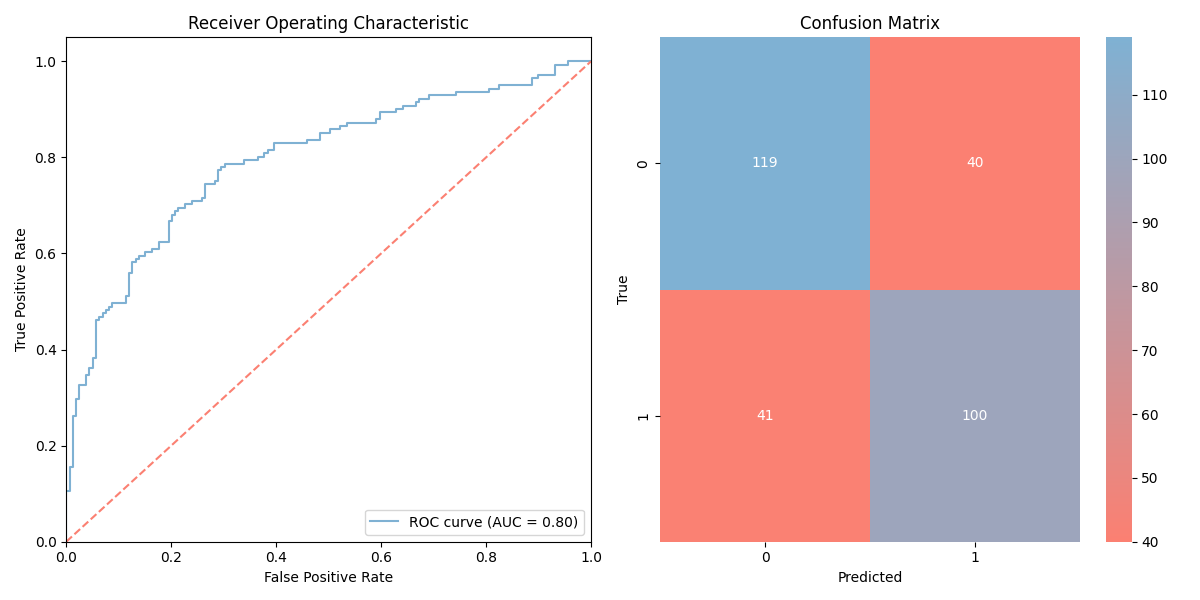 Receiver Operating Characteristic
True Positive Rate
1.0
0.8
0.6
0.4
0.2
0.0
0.0 0.2 0.4 0.6 0.8 1.0
False Positive Rate
ROC curve (AUC = 0.80)
Confusion Matrix
True
0
1
119 40
41 100
0 1
Predicted
110
100
90
80
70
60
50
40